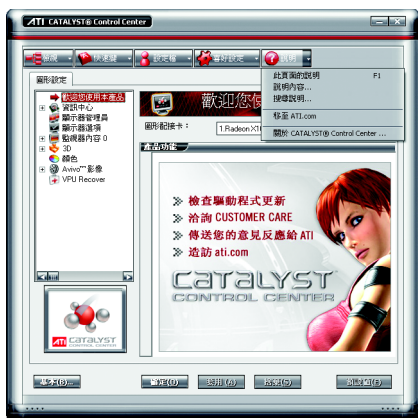 ATI CATALYST® Control Center
檢視 快速鍵 設定檔 喜好設定 說明
此頁面的說明 F1
說明內容...
搜尋說明...
移至 ATI.com
關於 CATALYST® Control Center ...
圖形設定
歡迎您使用本產品
資訊中心
顯示器管理員
顯示器選項
監視器內容 0
3D
顏色
Avivo™ 影像
VPU Recover
歡迎您使
圖形配接卡：
1.Radeon X1
產品功能
檢查驅動程式更新
洽詢 CUSTOMER CARE
傳送您的意見反應給 ATI
造訪 ati.com
CATALYST
CONTROL CENTER
ATI CATALYST
CONTROL CENTER
基本(B)...
確定(O)
套用 (A)
預設值(F)